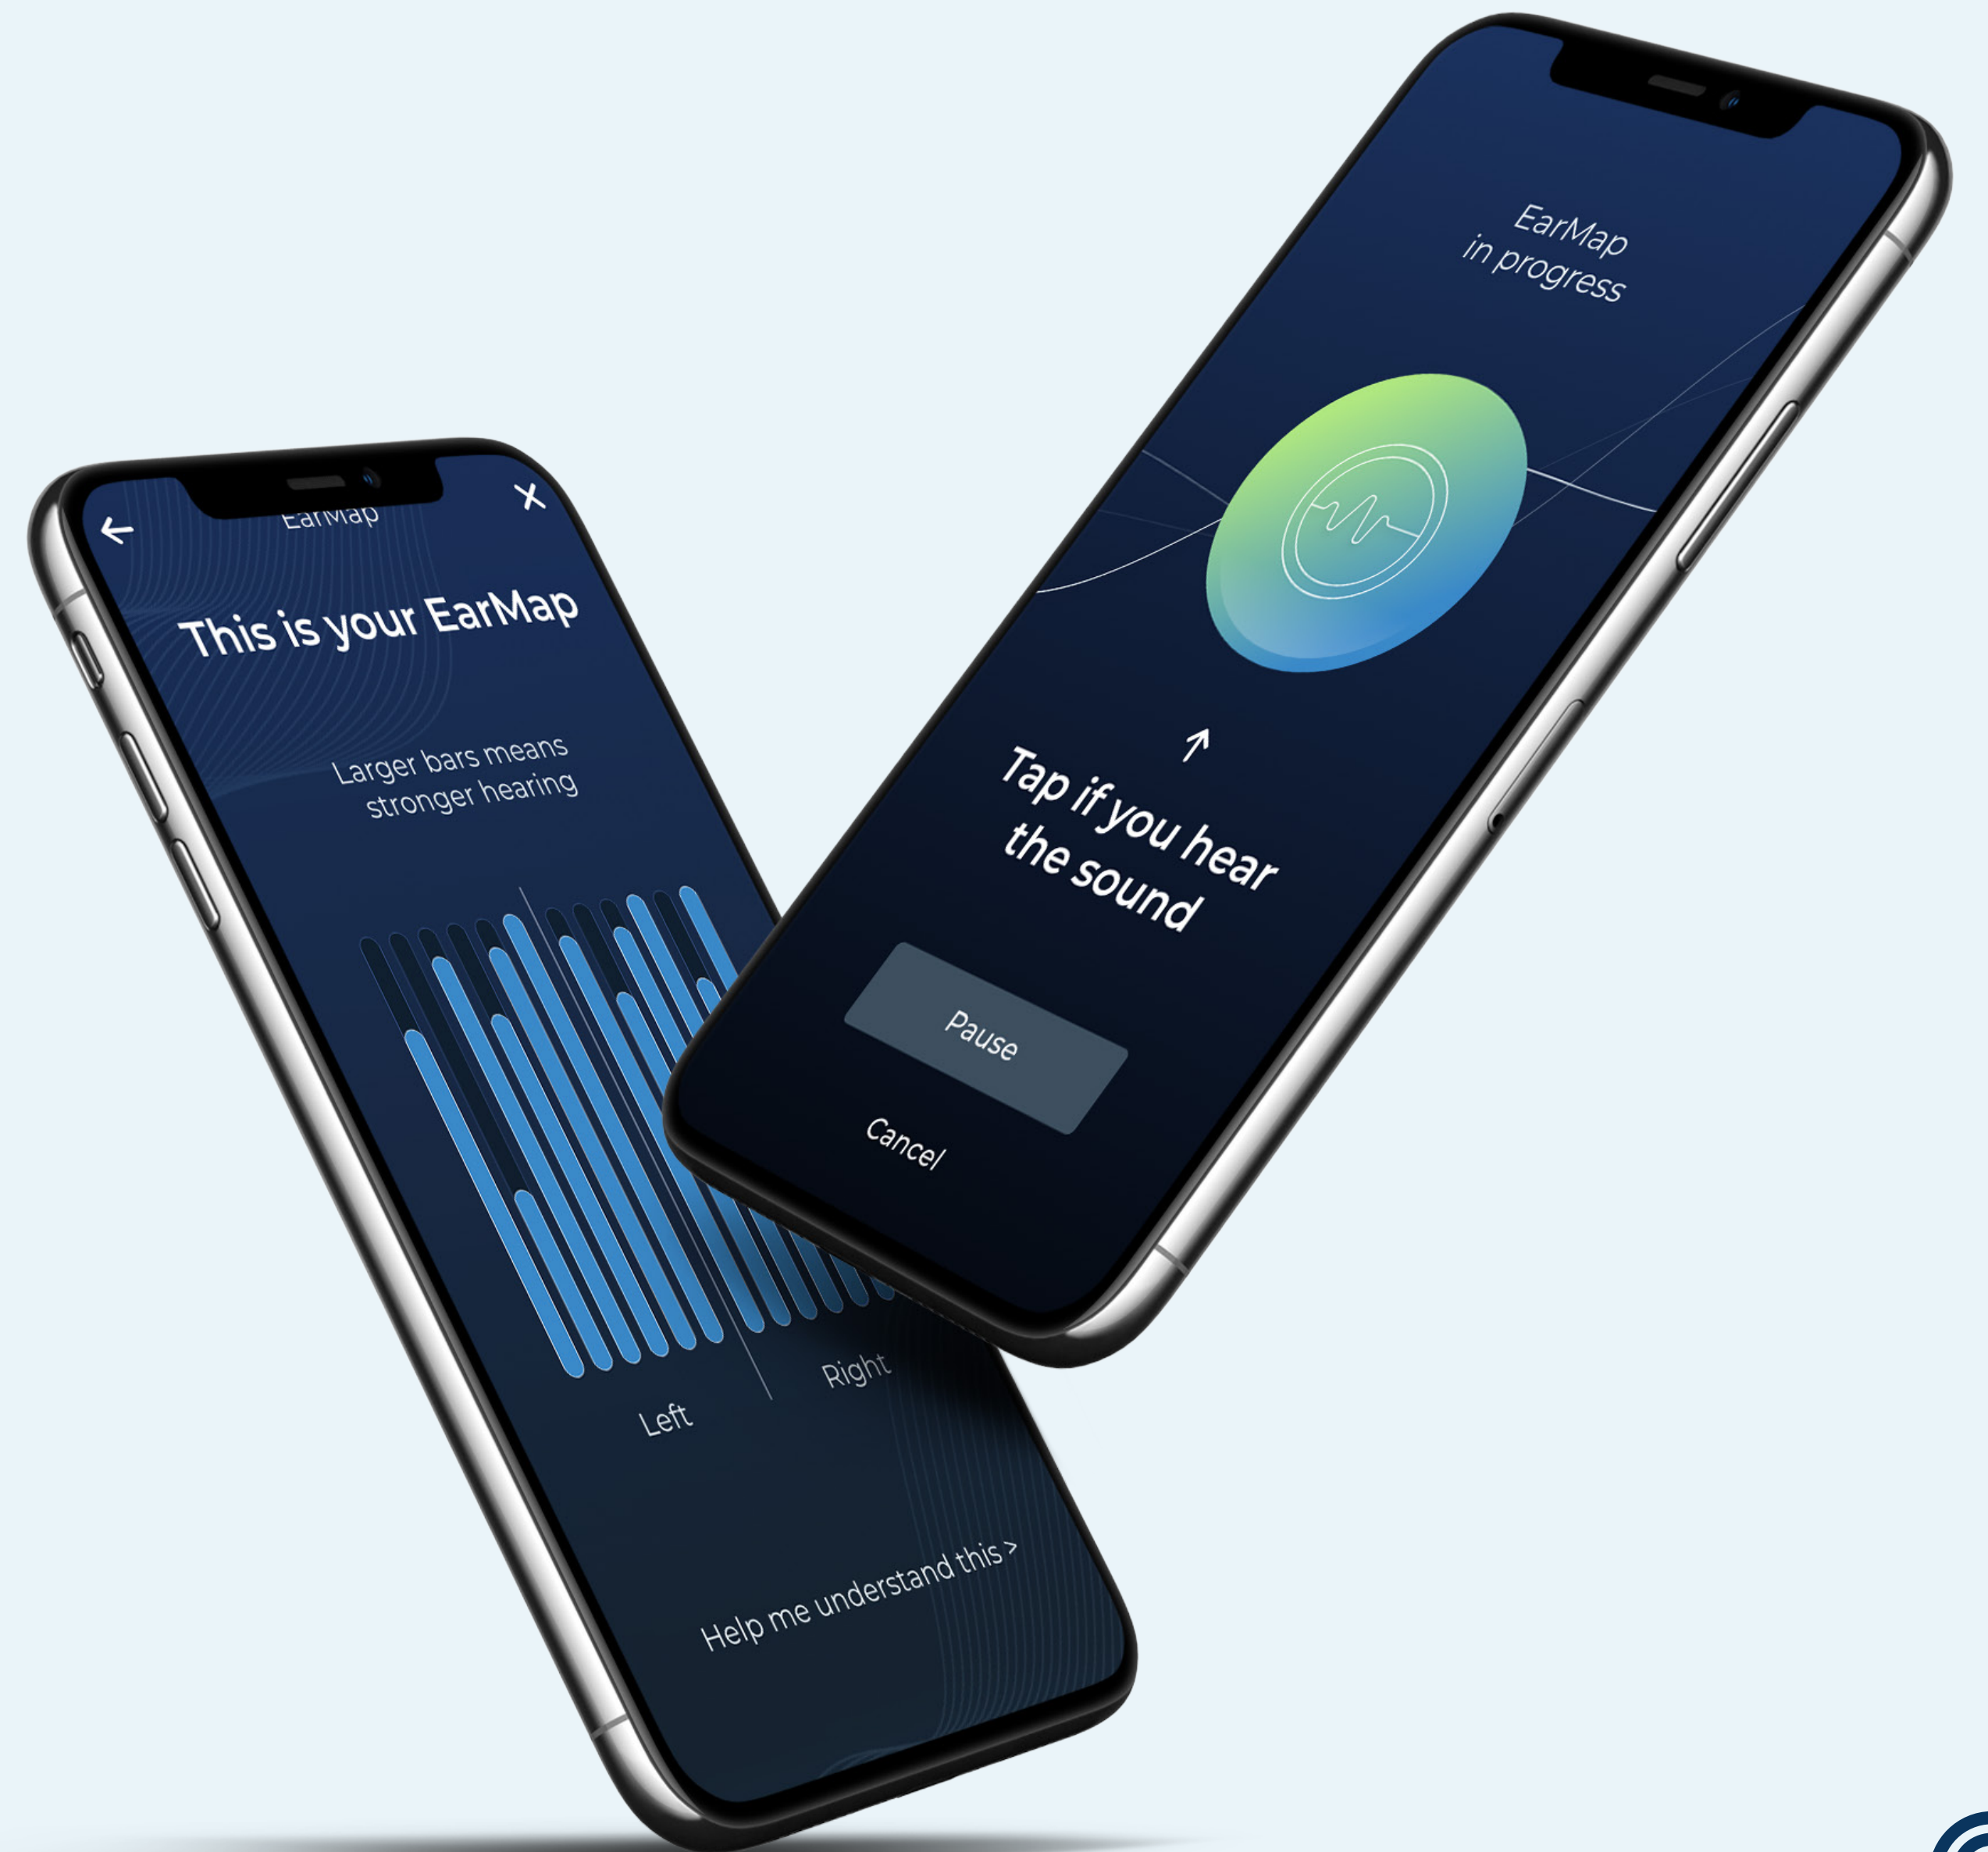 EarMap
This is your EarMap
Larger bars means
stronger hearing
Left
Right
Help me understand this >
EarMap
in progress
Tap if you hear
the sound
Pause
Cancel